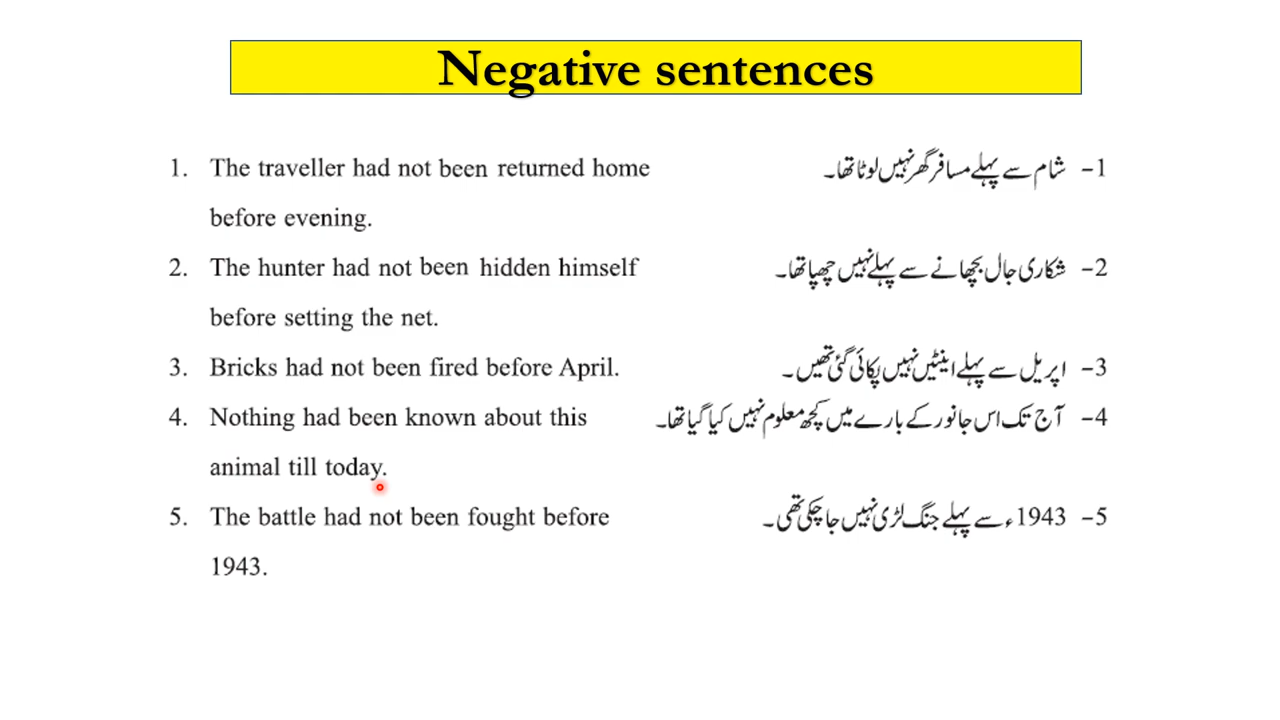 Negative sentences
1. The traveller had not been returned home
before evening.
1- شام سے پہلے مسافر گھر نہیں لوٹا تھا۔
2. The hunter had not been hidden himself
before setting the net.
2- شکاری جال بچھانے سے پہلے نہیں چھپا تھا۔
3. Bricks had not been fired before April.
3- اپریل سے پہلے اینٹیں نہیں پکائی گئی تھیں۔
4. Nothing had been known about this
animal till today.
4- آج تک اس جانور کے بارے میں کچھ معلوم نہیں کیا گیا تھا۔
5. The battle had not been fought before
1943.
5- 1943ء سے پہلے جنگ لڑی نہیں جا چکی تھی۔